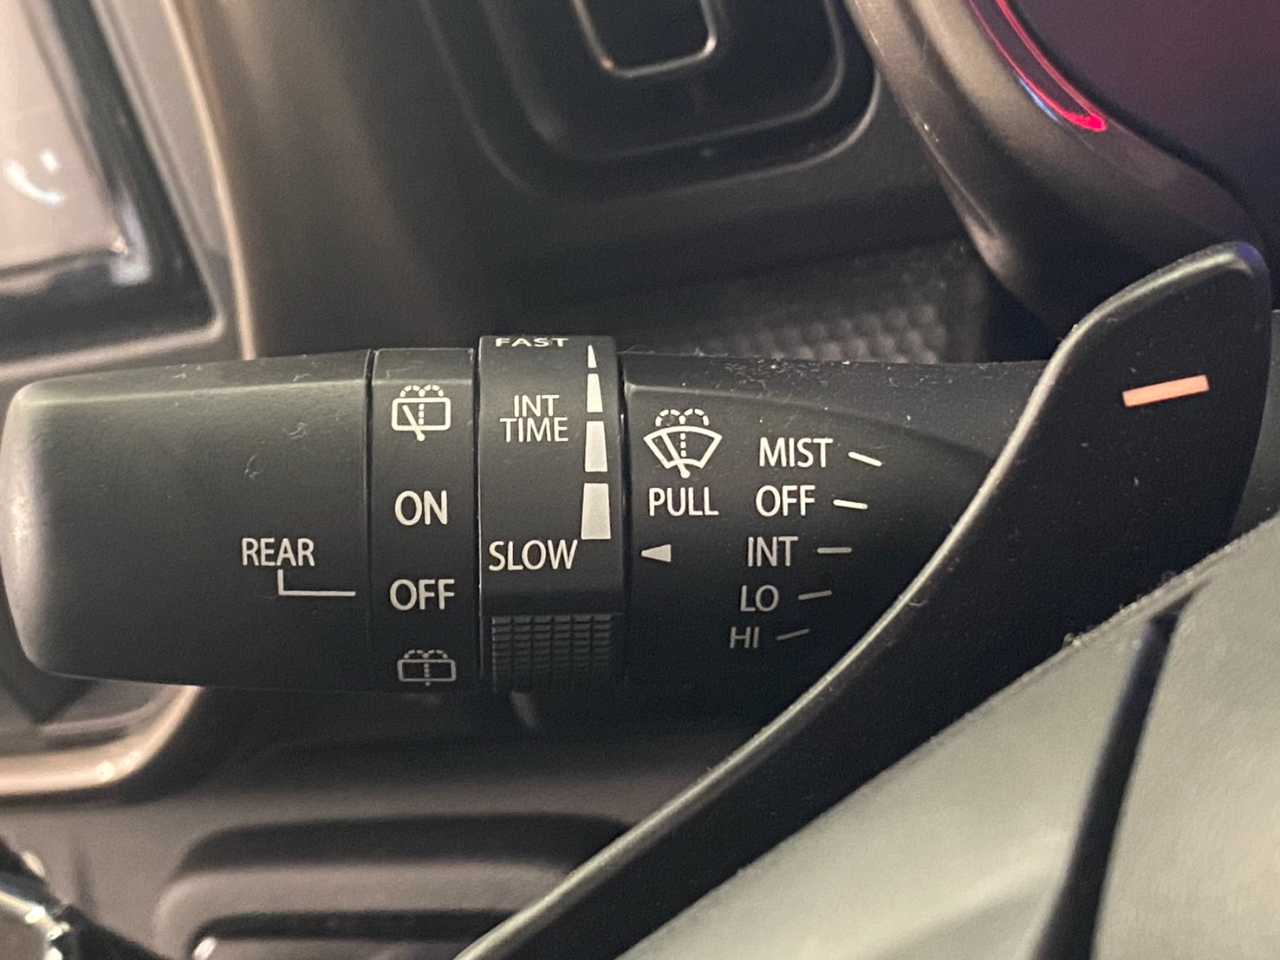 REAR
ON
OFF
FAST
INT
TIME
SLOW
PULL
MIST
OFF
INT
LO
HI